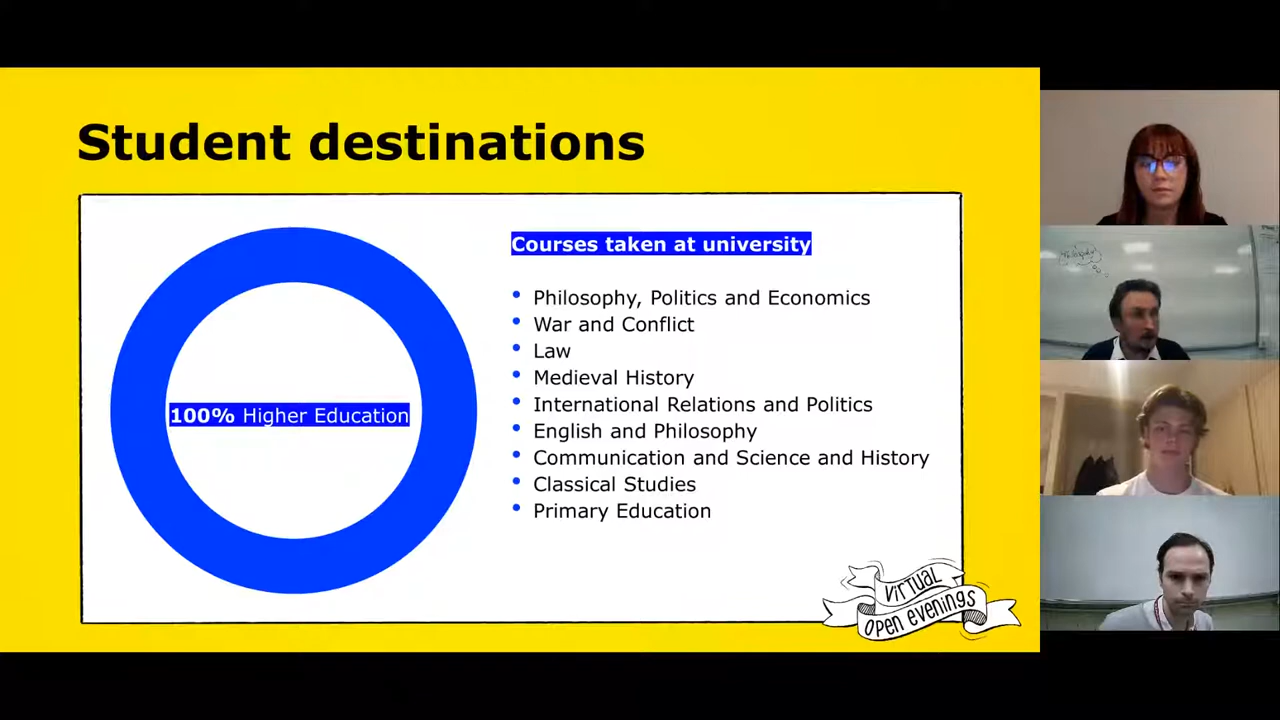 Student destinations
100% Higher Education
Courses taken at university
Philosophy, Politics and Economics
War and Conflict
Law
Medieval History
International Relations and Politics
English and Philosophy
Communication and Science and History
Classical Studies
Primary Education
VIRTUAL
OPEN EVENINGS
Philosophy